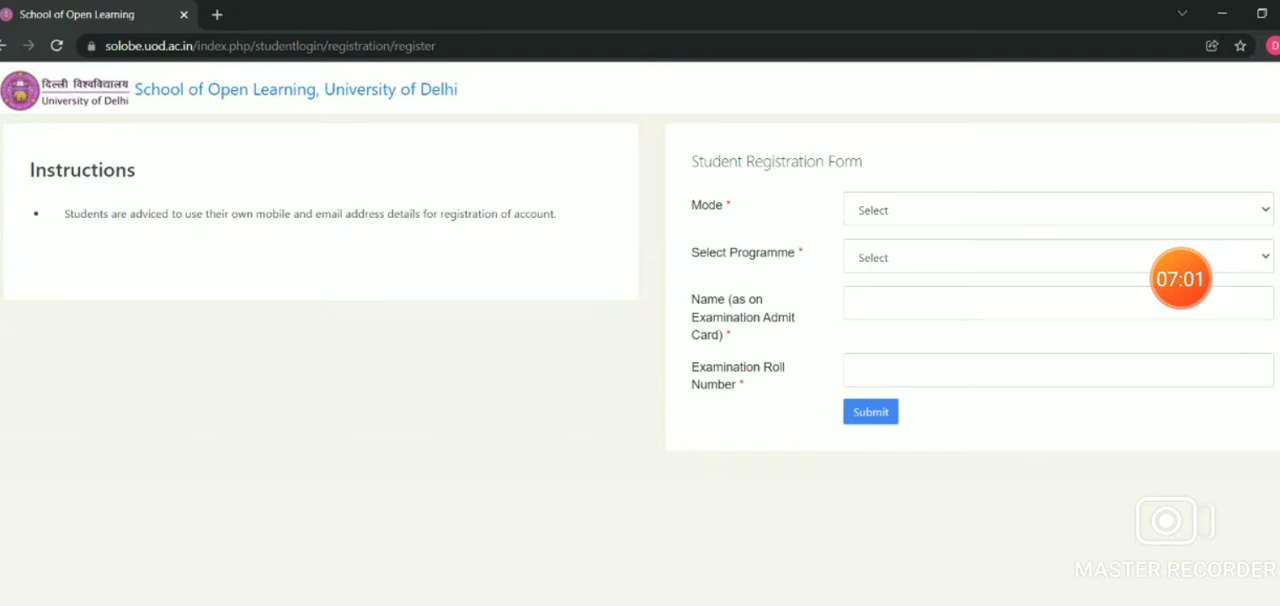 School of Open Learning
solobe.uod.ac.in/index.php/studentlogin/registration/register
D
दिल्ली विश्वविद्यालय
University of Delhi
School of Open Learning, University of Delhi
Instructions
Students are adviced to use their own mobile and email address details for registration of account.
Student Registration Form
Mode *
Select
Select Programme *
Select
07:01
Name (as on
Examination Admit
Card) *
Examination Roll
Number *
Submit
MASTER RECORDER